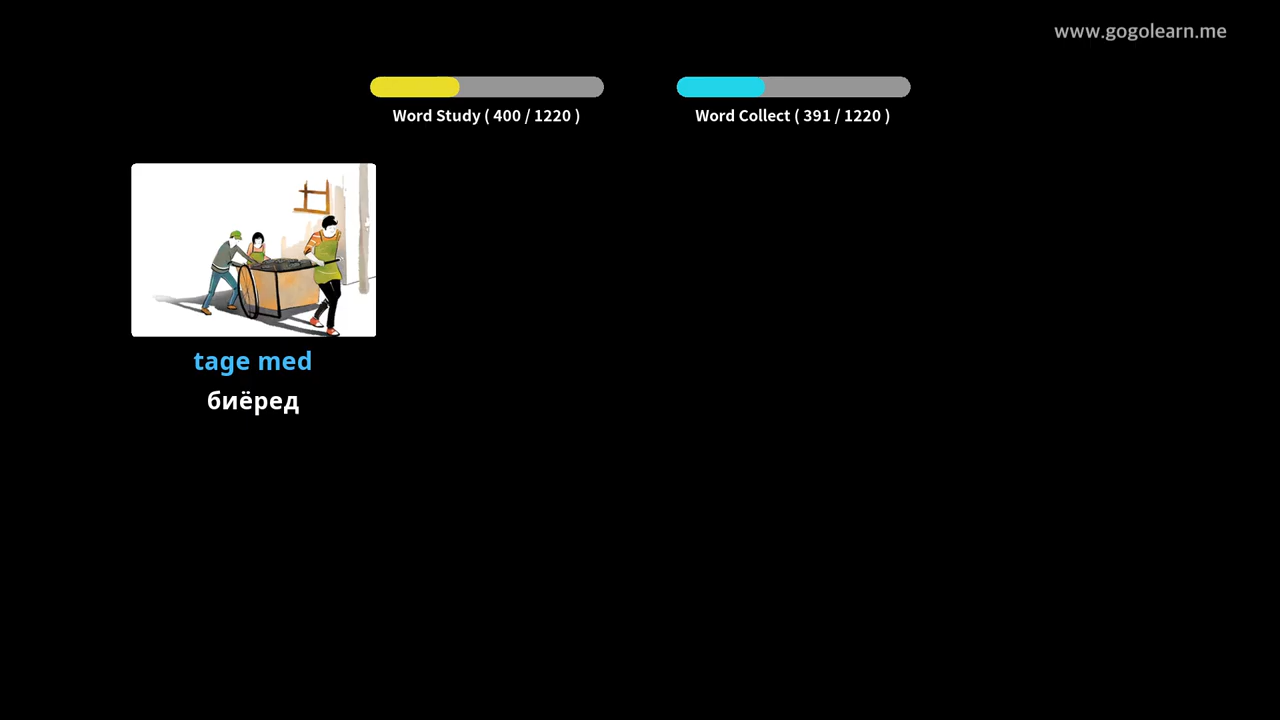 www.gogolearn.me
Word Study ( 400 / 1220 )
Word Collect ( 391 / 1220 )
tage med
биёред